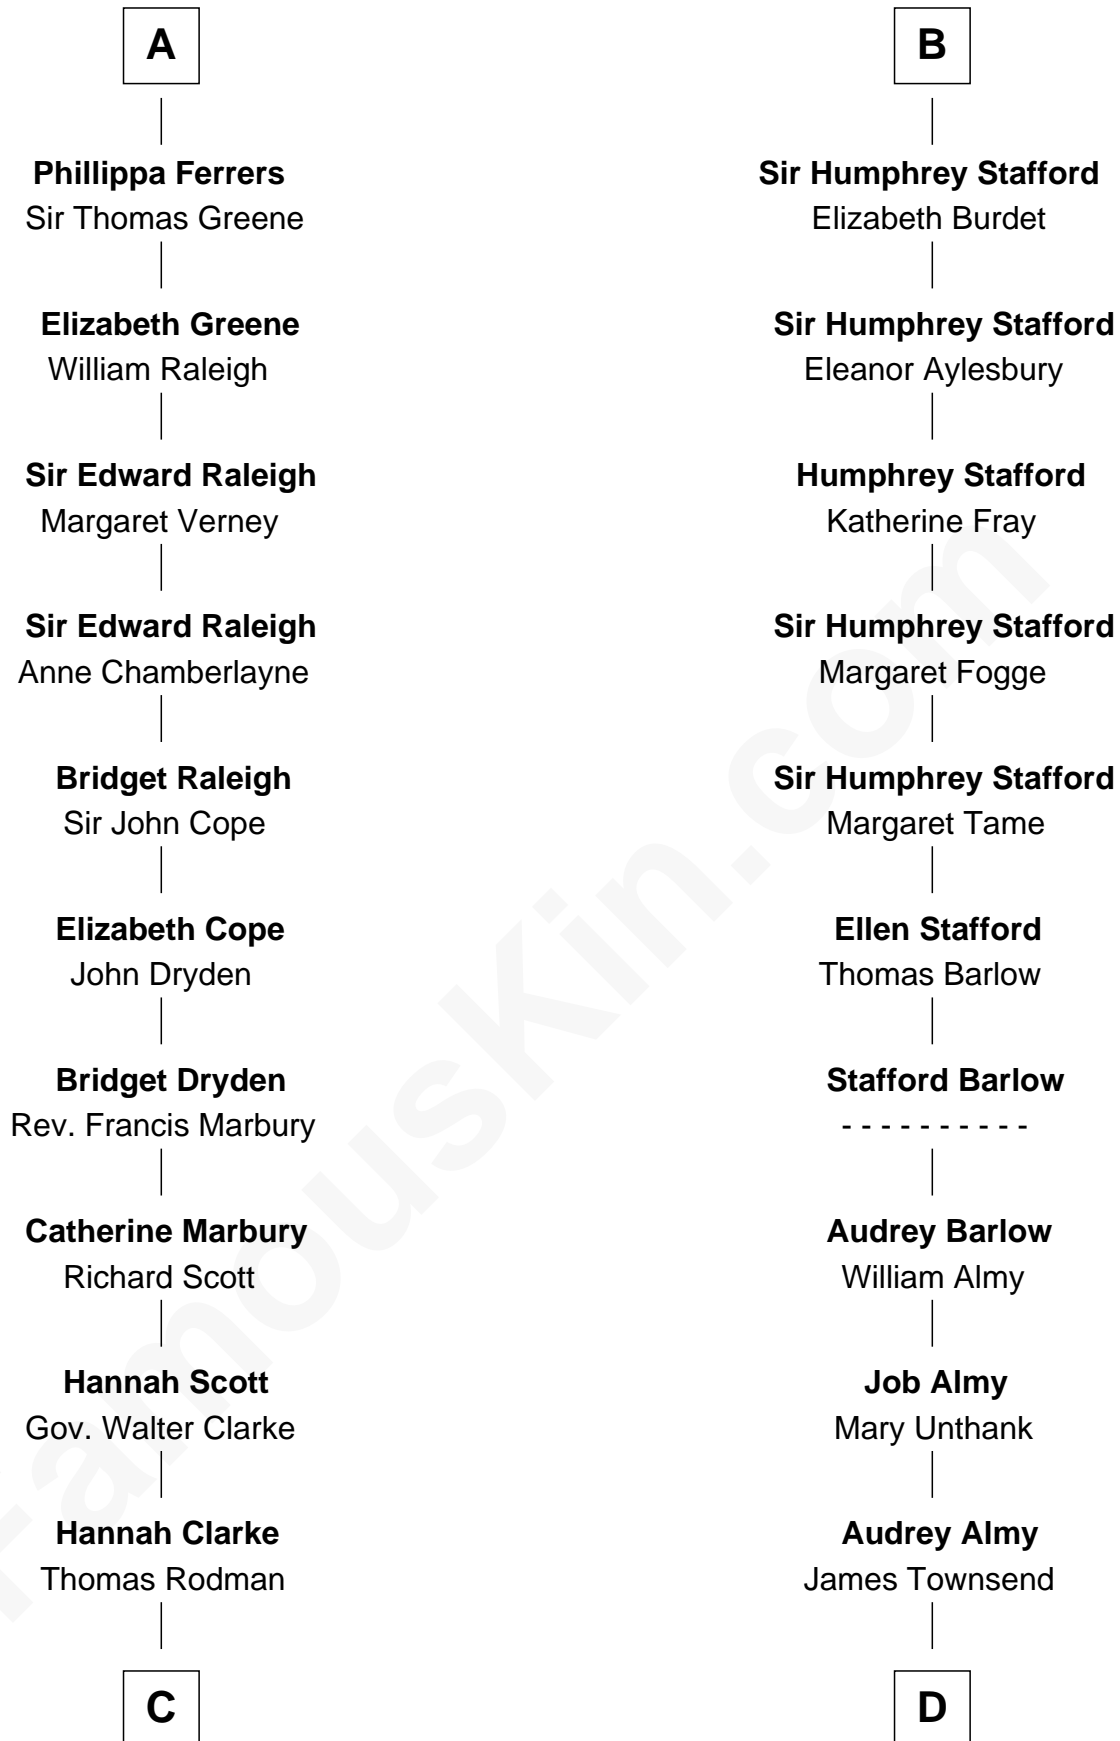 A
Phillippa Ferrers
Sir Thomas Greene
Elizabeth Greene
William Raleigh
Sir Edward Raleigh
Margaret Verney
Sir Edward Raleigh
Anne Chamberlayne
Bridget Raleigh
Sir John Cope
Elizabeth Cope
John Dryden
Bridget Dryden
Rev. Francis Marbury
Catherine Marbury
Richard Scott
Hannah Scott
Gov. Walter Clarke
Hannah Clarke
Thomas Rodman
C
B
Sir Humphrey Stafford
Elizabeth Burdet
Sir Humphrey Stafford
Eleanor Aylesbury
Humphrey Stafford
Katherine Fray
Sir Humphrey Stafford
Margaret Fogge
Sir Humphrey Stafford
Margaret Tame
Ellen Stafford
Thomas Barlow
Stafford Barlow
- - - - - - - - - -
Audrey Barlow
William Almy
Job Almy
Mary Unthank
Audrey Almy
James Townsend
D
FamousKin.com